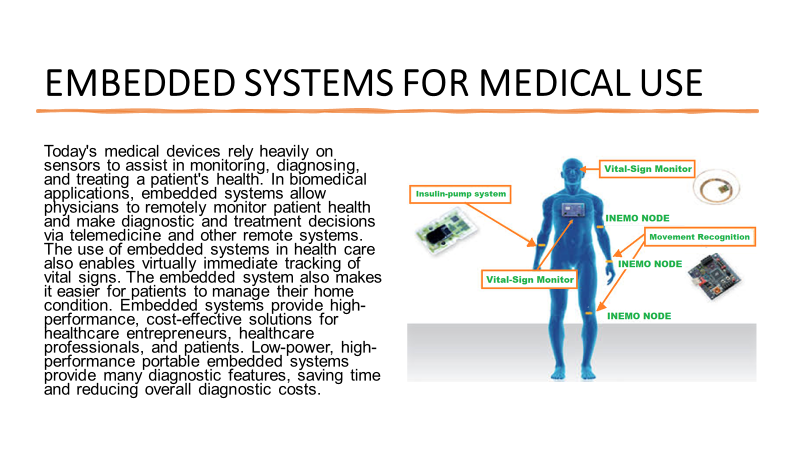 EMBEDDED SYSTEMS FOR MEDICAL USE
Today's medical devices rely heavily on
sensors to assist in monitoring, diagnosing,
and treating a patient's health. In biomedical
applications, embedded systems allow
physicians to remotely monitor patient health
and make diagnostic and treatment decisions
via telemedicine and other remote systems.
The use of embedded systems in health care
also enables virtually immediate tracking of
vital signs. The embedded system also makes
it easier for patients to manage their home
condition. Embedded systems provide high-
performance, cost-effective solutions for
healthcare entrepreneurs, healthcare
professionals, and patients. Low-power, high-
performance portable embedded systems
provide many diagnostic features, saving time
and reducing overall diagnostic costs.
Vital-Sign Monitor
Insulin-pump system
INEMO NODE
Movement Recognition
INEMO NODE
Vital-Sign Monitor
INEMO NODE